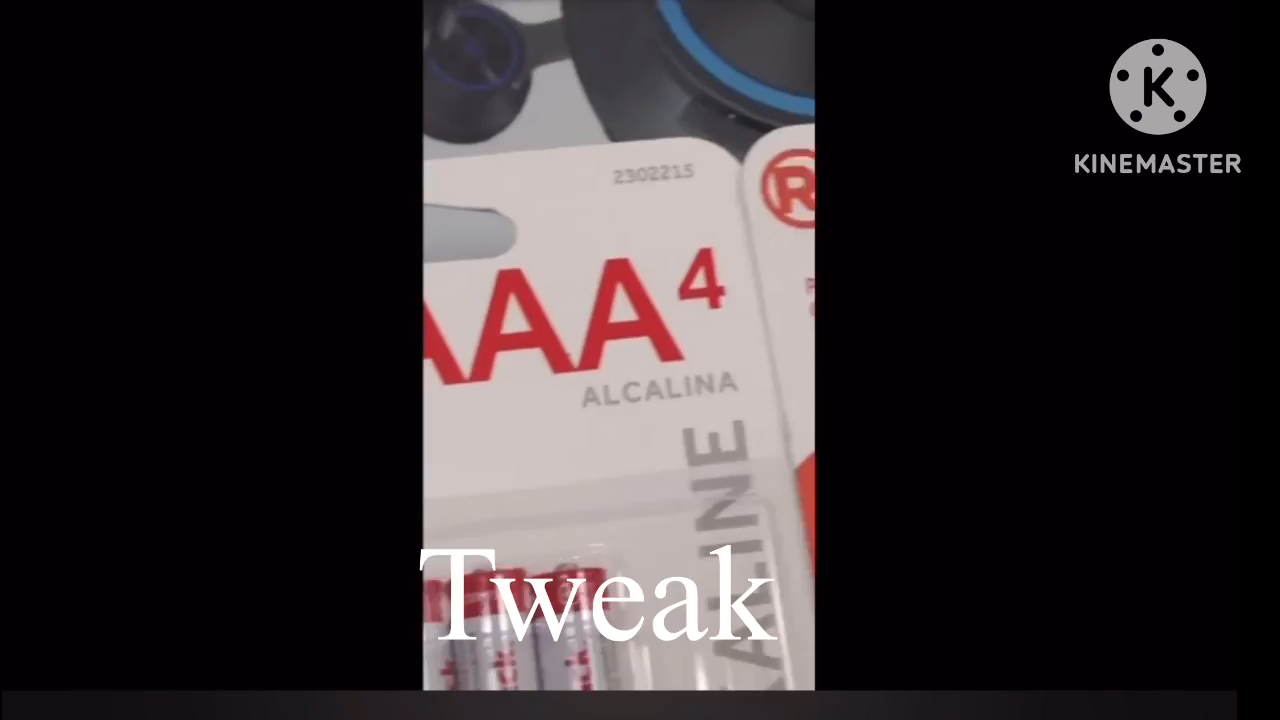 K
KINEMASTER
2302215
R
AAA4
ALCALINA
ALKALINE
Tweak